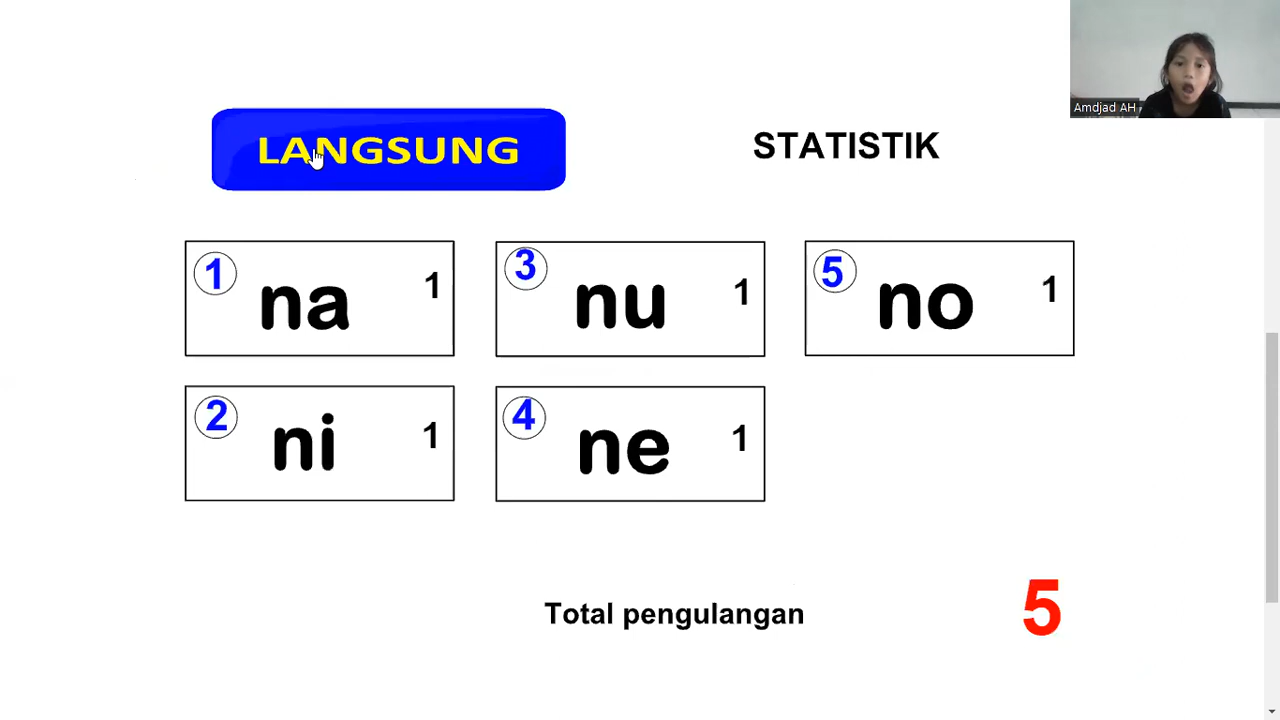 Amdjad AH
LANGSUNG
STATISTIK
1 na 1
3 nu 1
5 no 1
2 ni 1
4 ne 1
Total pengulangan 5